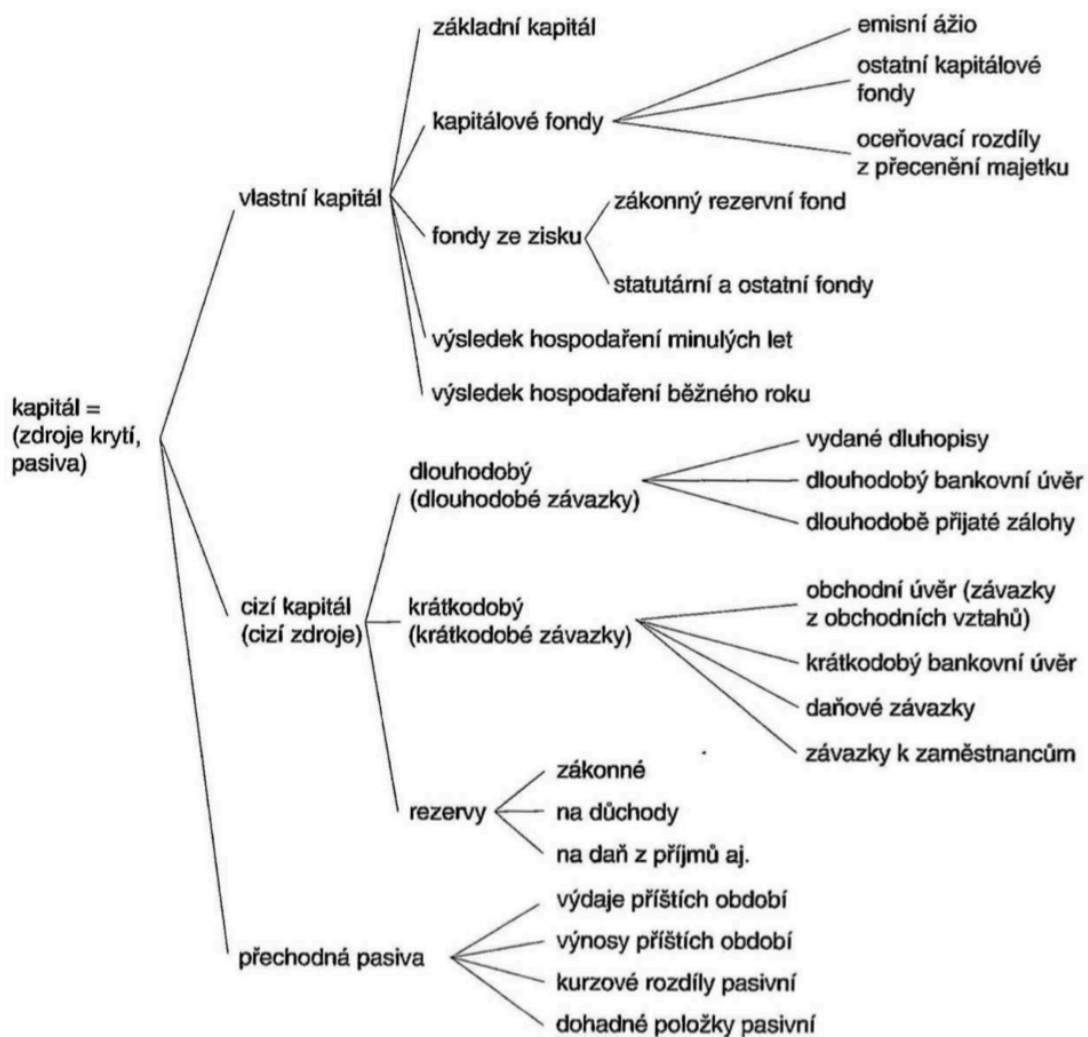 základní kapitál
emisní ážio
ostatní kapitálové
fondy
kapitálové fondy
oceňovací rozdíly
z přecenění majetku
vlastní kapitál
zákonný rezervní fond
fondy ze zisku
statutární a ostatní fondy
výsledek hospodaření minulých let
výsledek hospodaření běžného roku
kapitál =
(zdroje krytí,
pasiva)
vydané dluhopisy
dlouhodobý
(dlouhodobé závazky)
dlouhodobý bankovní úvěr
dlouhodobě přijaté zálohy
cizí kapitál
(cizí zdroje)
krátkodobý
(krátkodobé závazky)
obchodní úvěr (závazky
z obchodních vztahů)
krátkodobý bankovní úvěr
daňové závazky
závazky k zaměstnancům
zákonné
rezervy
na důchody
na daň z příjmů aj.
výdaje příštích období
výnosy příštích období
přechodná pasiva
kurzové rozdíly pasivní
dohadné položky pasivní